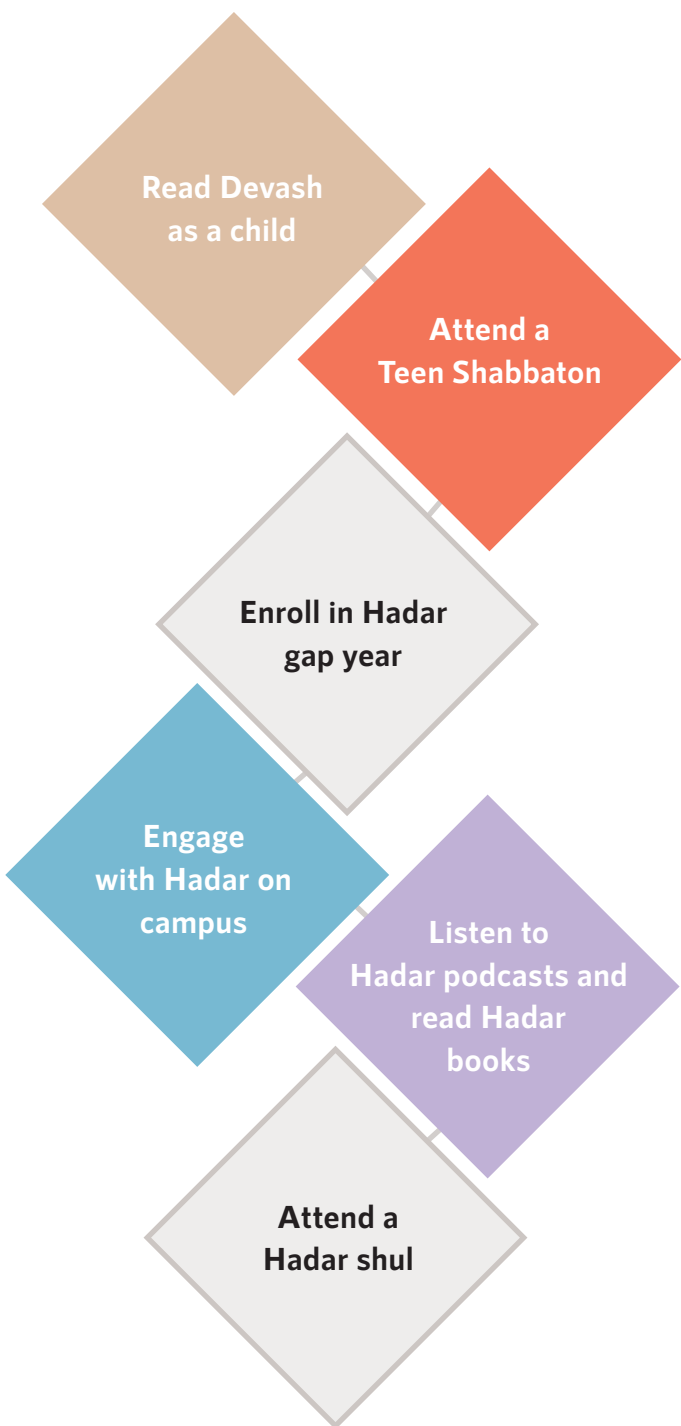 Read Devash
as a child
Attend a
Teen Shabbaton
Enroll in Hadar
gap year
Engage
with Hadar on
campus
Listen to
Hadar podcasts and
read Hadar
books
Attend a
Hadar shul